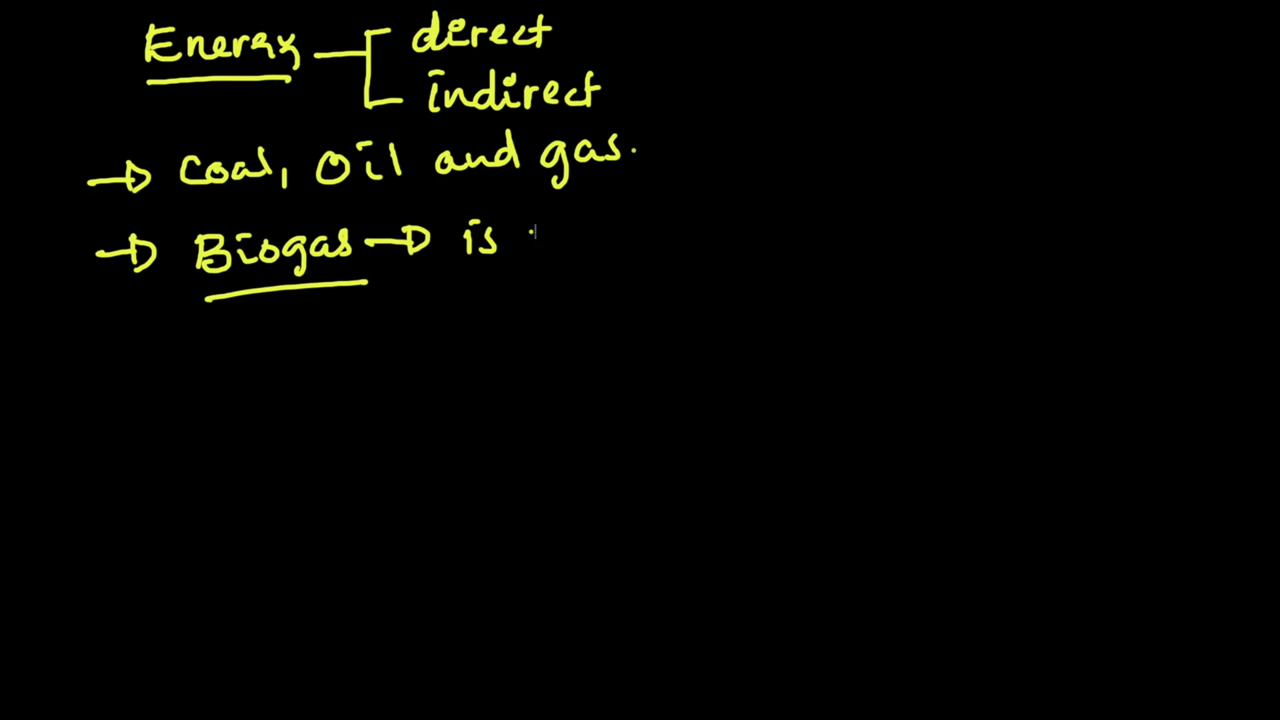 Energy direct
indirect
→ Coal, Oil and gas.
→ Biogas → is